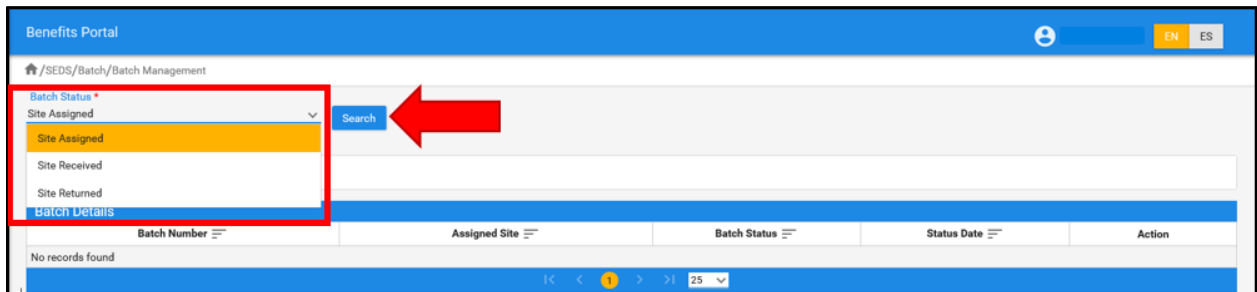 Benefits Portal
EN ES
/SEDS/Batch/Batch Management
Batch Status *
Site Assigned
Search
Site Assigned
Site Received
Site Returned
Batch Details
Batch Number Assigned Site Batch Status Status Date Action
No records found
1 25